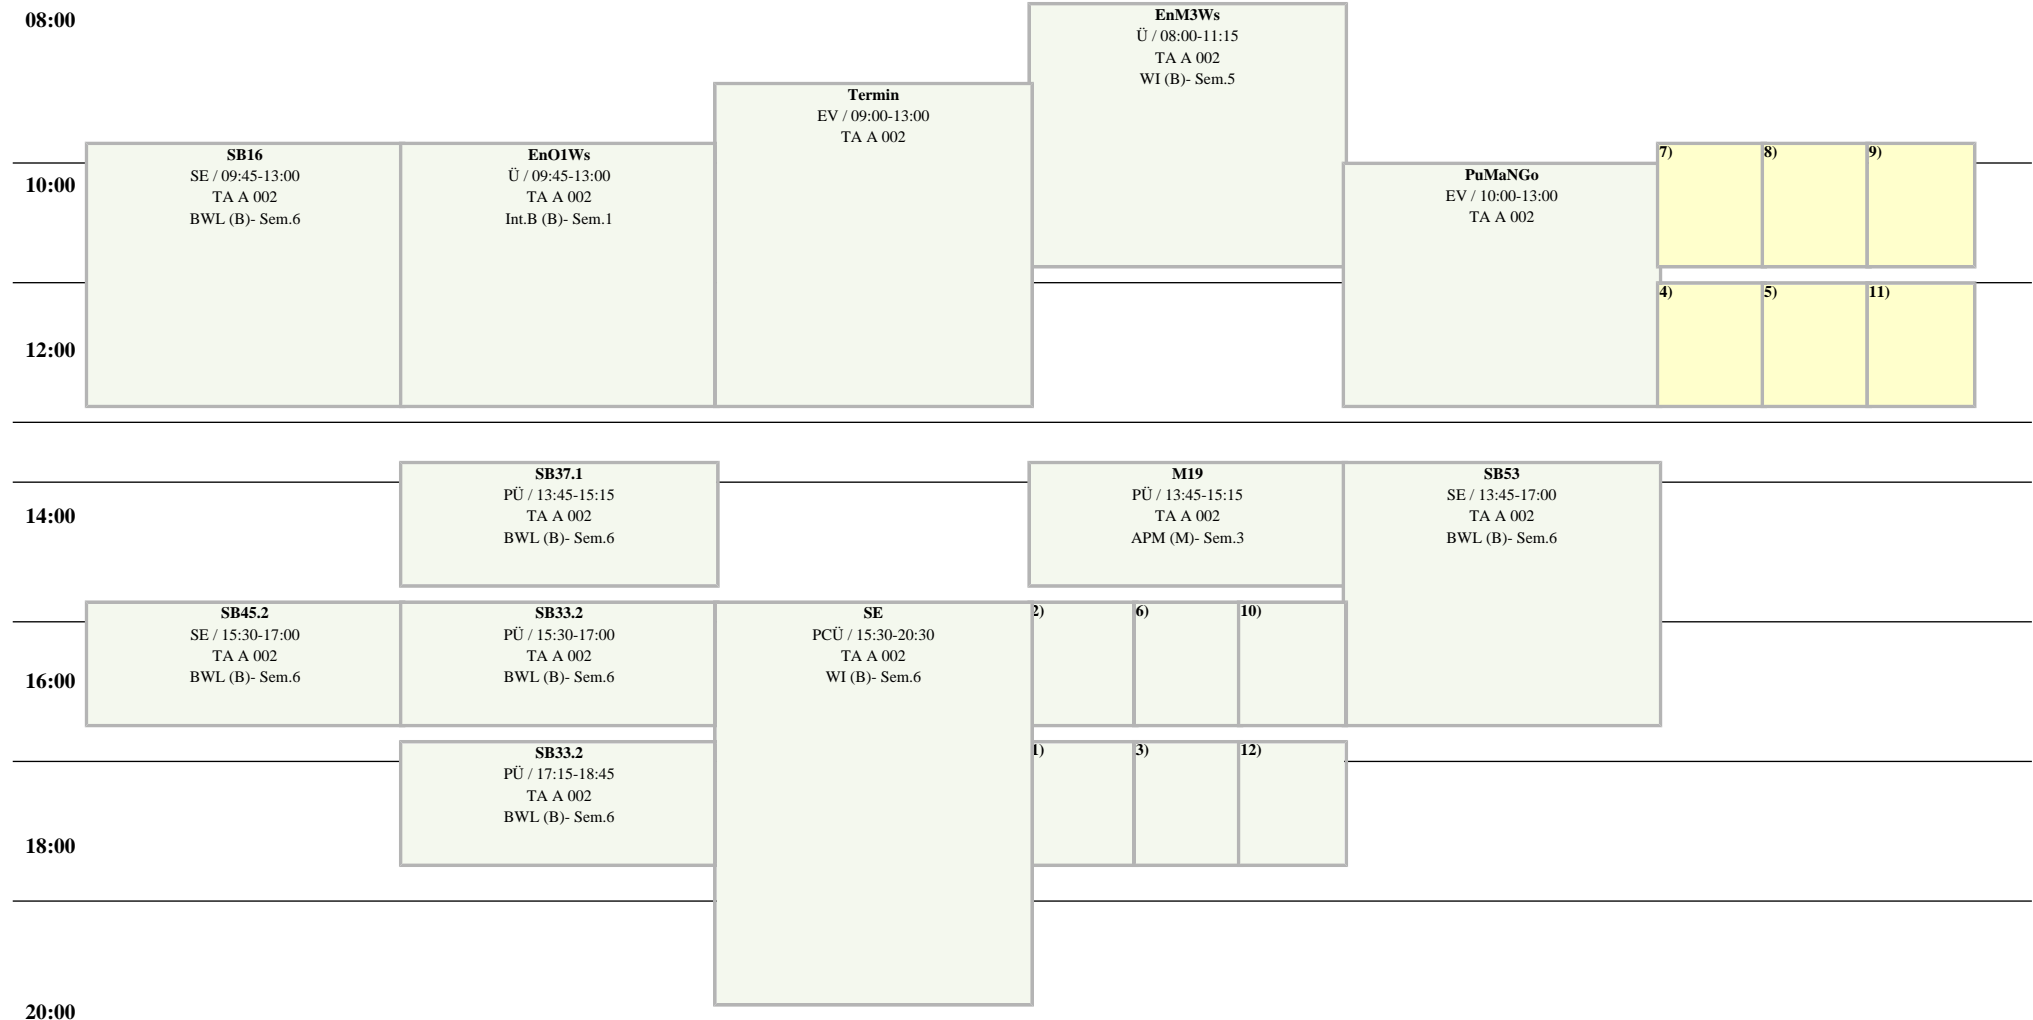 08:00
EnM3Ws
Ü / 08:00-11:15
TA A 002
WI (B)- Sem.5
Termin
EV / 09:00-13:00
TA A 002
SB16
SE / 09:45-13:00
TA A 002
BWL (B)- Sem.6
EnO1Ws
Ü / 09:45-13:00
TA A 002
Int.B (B)- Sem.1
PuMaNGo
EV / 10:00-13:00
TA A 002
7)
8)
9)
10:00
4)
5)
11)
12:00
SB37.1
PÜ / 13:45-15:15
TA A 002
BWL (B)- Sem.6
M19
PÜ / 13:45-15:15
TA A 002
APM (M)- Sem.3
SB53
SE / 13:45-17:00
TA A 002
BWL (B)- Sem.6
14:00
SB45.2
SE / 15:30-17:00
TA A 002
BWL (B)- Sem.6
SB33.2
PÜ / 15:30-17:00
TA A 002
BWL (B)- Sem.6
SE
PCÜ / 15:30-20:30
TA A 002
WI (B)- Sem.6
2)
6)
10)
16:00
SB33.2
PÜ / 17:15-18:45
TA A 002
BWL (B)- Sem.6
1)
3)
12)
18:00
20:00